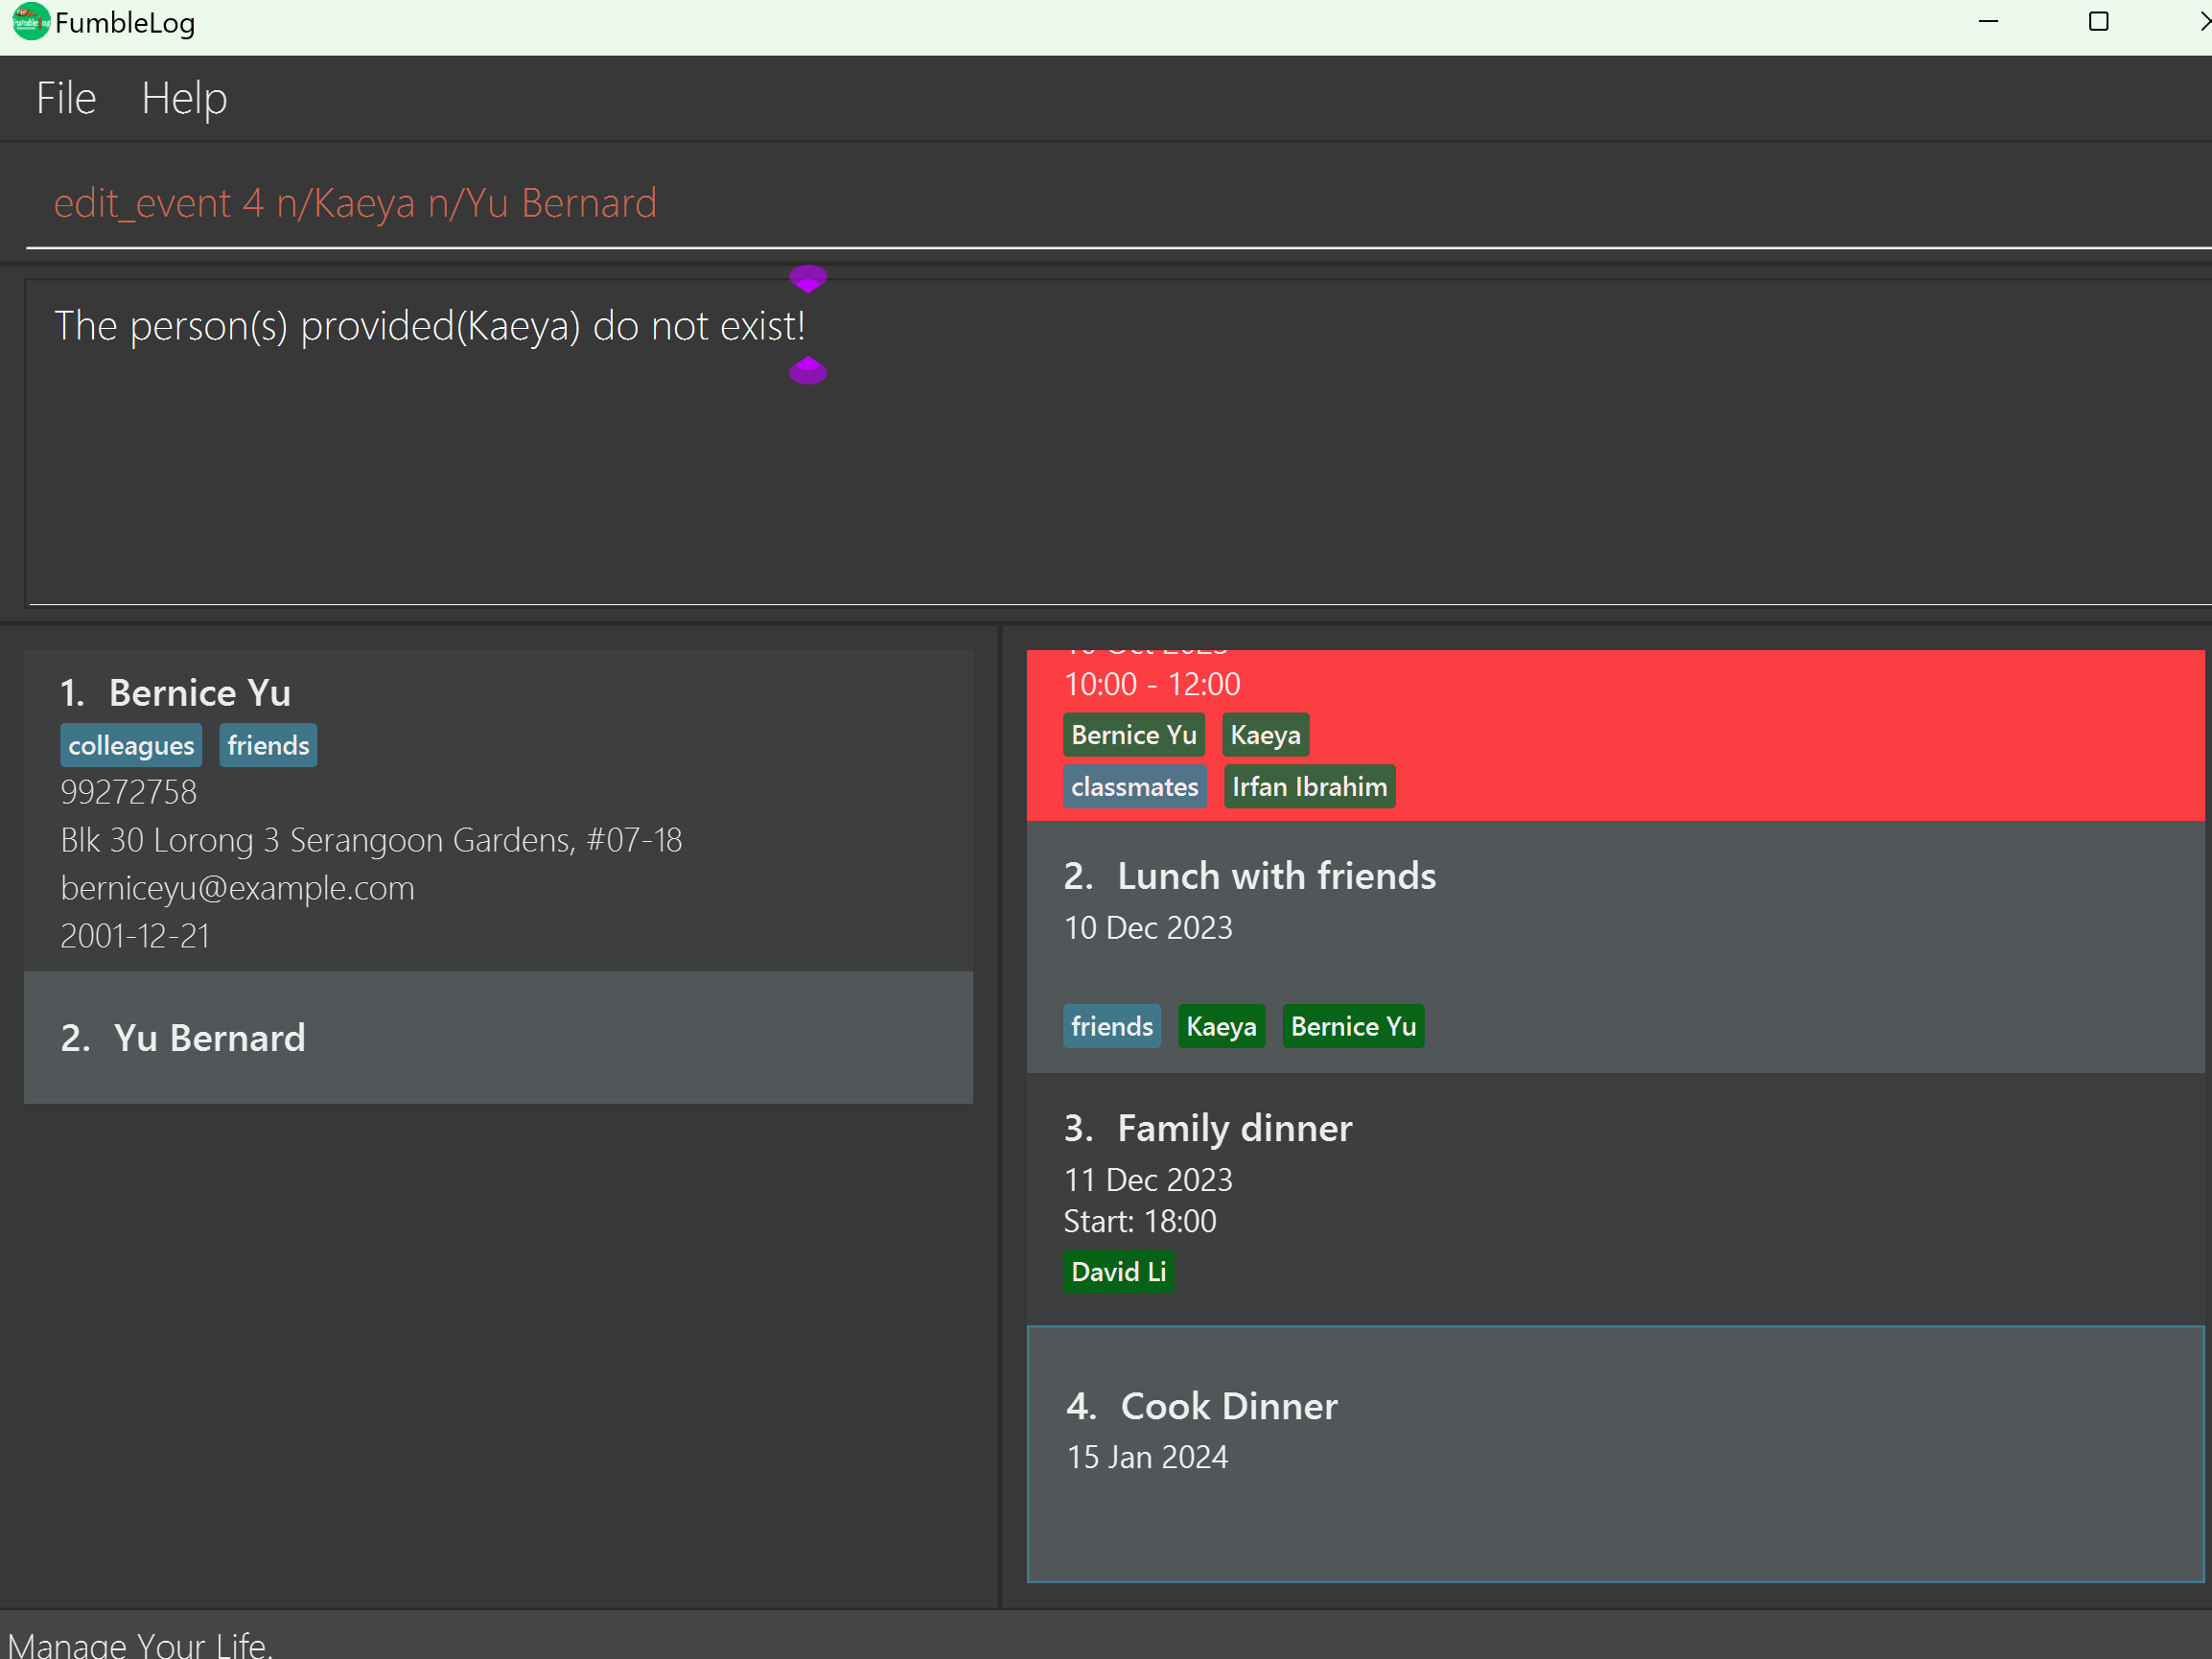 FumbleLog
File Help
edit_event 4 n/Kaeya n/Yu Bernard
The person(s) provided(Kaeya) do not exist!
1. Bernice Yu
colleagues friends
99272758
Blk 30 Lorong 3 Serangoon Gardens, #07-18
berniceyu@example.com
2001-12-21
2. Yu Bernard
10:00 - 12:00
Bernice Yu Kaeya
classmates Irfan Ibrahim
2. Lunch with friends
10 Dec 2023
friends Kaeya Bernice Yu
3. Family dinner
11 Dec 2023
Start: 18:00
David Li
4. Cook Dinner
15 Jan 2024
Manage Your Life.